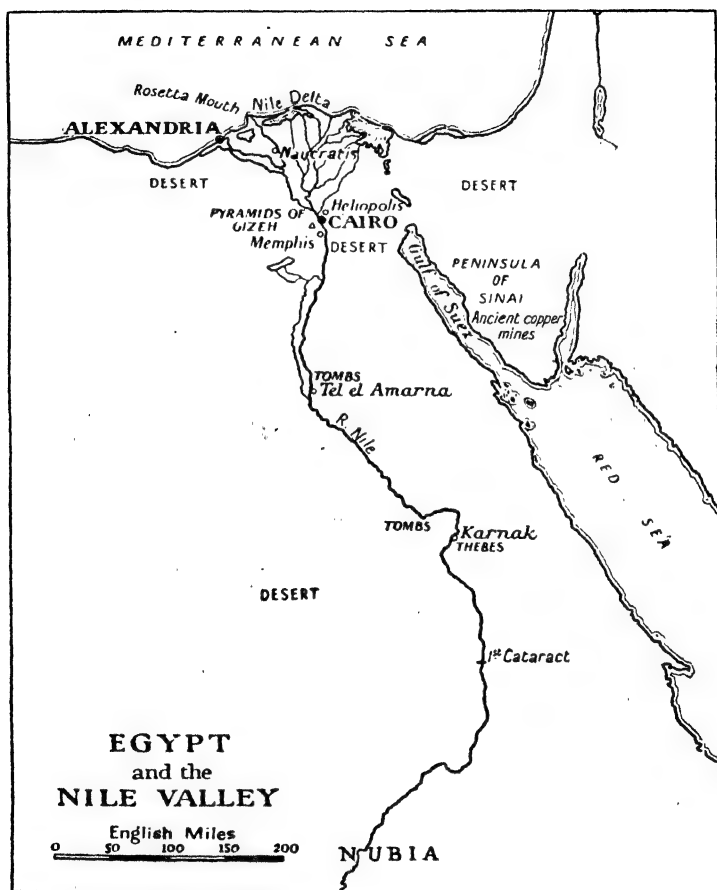 MEDITERRANEAN SEA
Rosetta Mouth
Nile Delta
ALEXANDRIA
Naucratis
DESERT
DESERT
Heliopolis
PYRAMIDS OF
GIZEH
CAIRO
Memphis
DESERT
Gulf of Suez
PENINSULA
OF
SINAI
Ancient copper
mines
TOMBS
Tel el Amarna
R. Nile
RED SEA
TOMBS
Karnak
THEBES
DESERT
1st Cataract
EGYPT
and the
NILE VALLEY
English Miles
0 50 100 200
NUBIA